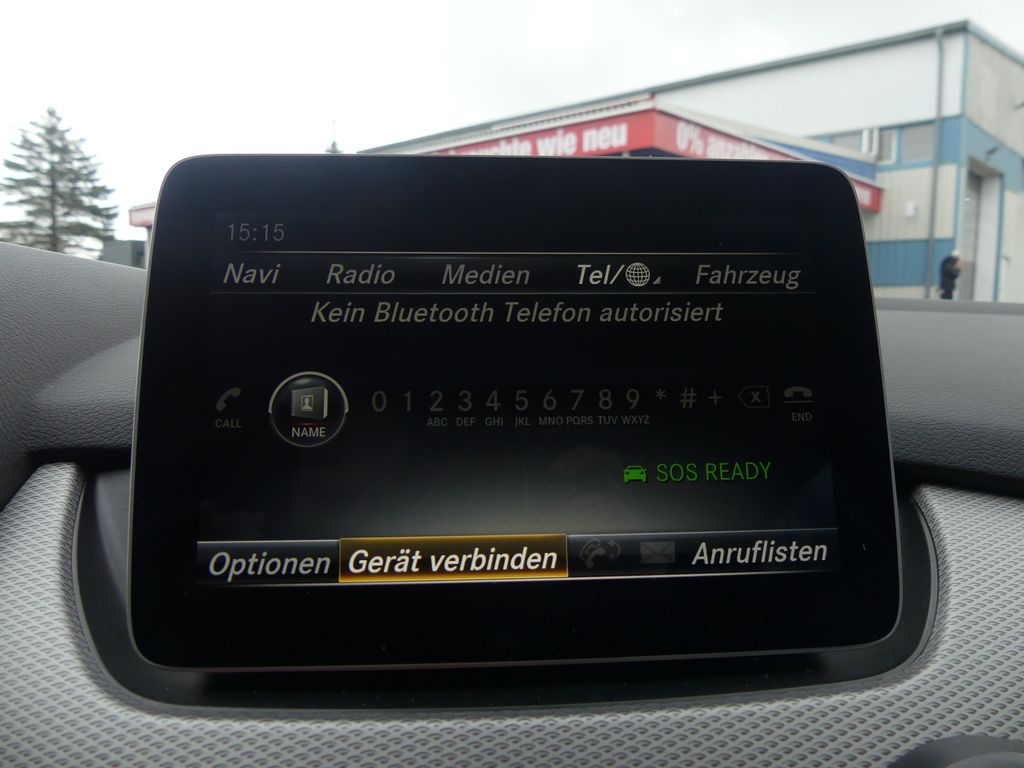 wie neu
0%
15:15
Navi Radio Medien Tel/ Fahrzeug
Kein Bluetooth Telefon autorisiert
CALL NAME 0 1 2 3 4 5 6 7 8 9 * # + X END
ABC DEF GHI JKL MNO PQRS TUV WXYZ
SOS READY
Optionen Gerät verbinden Anruflisten